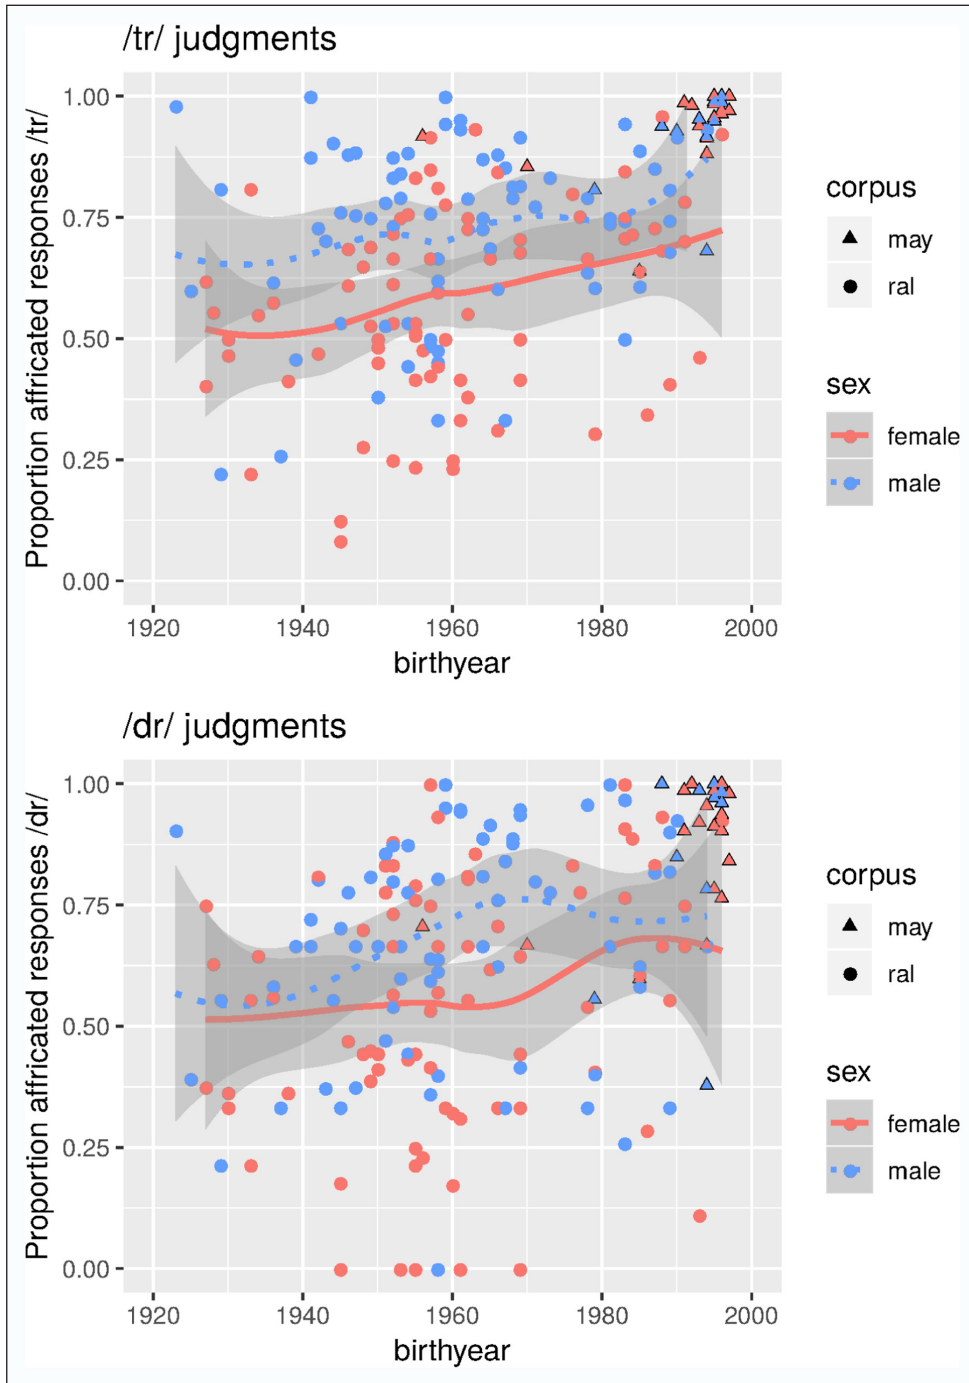 /tr/ judgments
Proportion affricated responses /tr/
1.00
0.75
0.50
0.25
0.00
1920 1940 1960 1980 2000
birthyear
corpus
may
ral
sex
female
male
/dr/ judgments
Proportion affricated responses /dr/
1.00
0.75
0.50
0.25
0.00
1920 1940 1960 1980 2000
birthyear
corpus
may
ral
sex
female
male